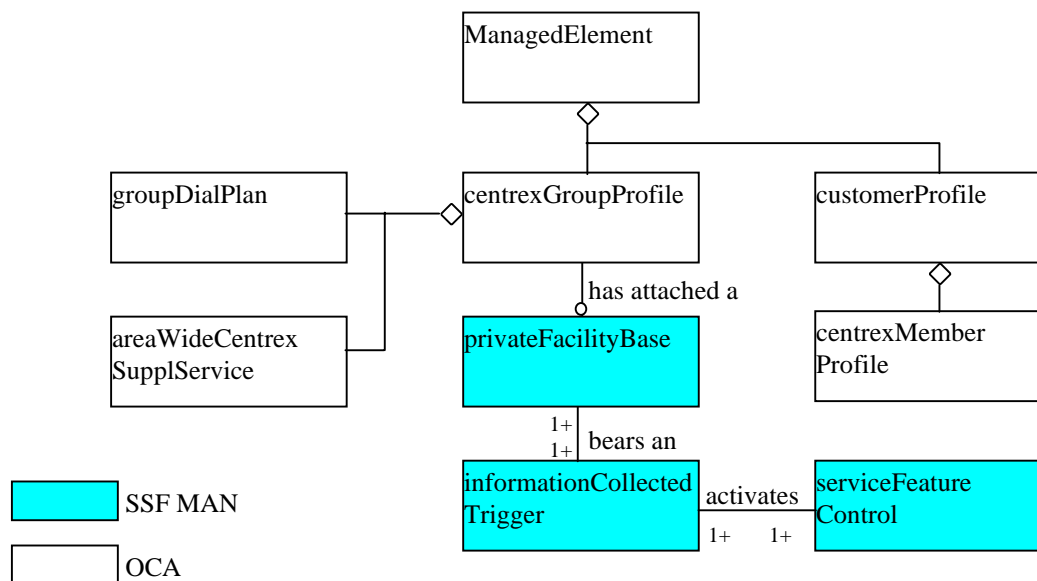 ManagedElement
groupDialPlan
centrexGroupProfile
customerProfile
has attached a
areaWideCentrex
SupplService
privateFacilityBase
centrexMember
Profile
1+
bears an
1+
informationCollected
Trigger
activates
1+ 1+
serviceFeature
Control
SSF MAN
OCA